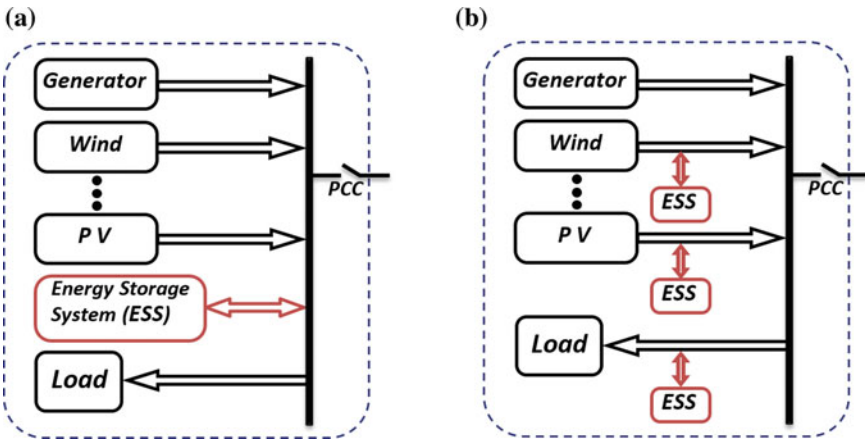 (a)
Generator
Wind
P V
Energy Storage
System (ESS)
Load
PCC
(b)
Generator
Wind
ESS
P V
ESS
Load
ESS
PCC